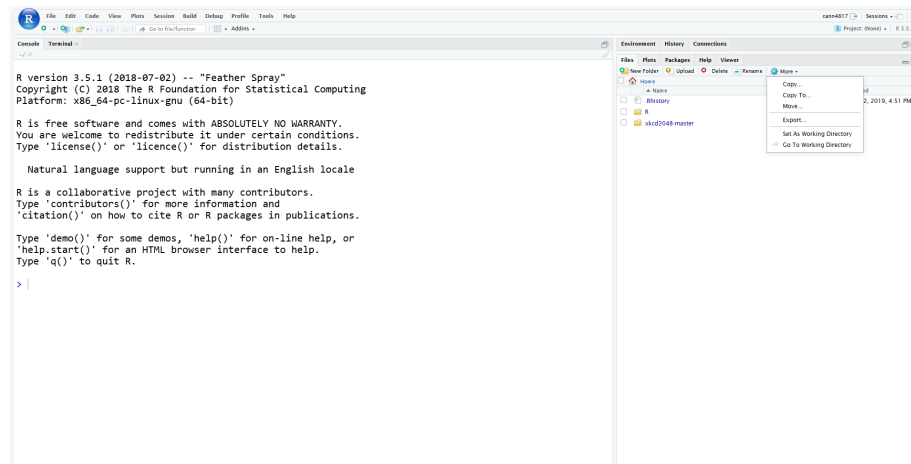 File Edit Code View Plots Session Build Debug Profile Tools Help
cann4817 Sessions
Go to file/function Addins
Project: (None) R 3.5.
Console Terminal
~/
R version 3.5.1 (2018-07-02) -- "Feather Spray"
Copyright (C) 2018 The R Foundation for Statistical Computing
Platform: x86_64-pc-linux-gnu (64-bit)
R is free software and comes with ABSOLUTELY NO WARRANTY.
You are welcome to redistribute it under certain conditions.
Type 'license()' or 'licence()' for distribution details.
Natural language support but running in an English locale
R is a collaborative project with many contributors.
Type 'contributors()' for more information and
'citation()' on how to cite R or R packages in publications.
Type 'demo()' for some demos, 'help()' for on-line help, or
'help.start()' for an HTML browser interface to help.
Type 'q()' to quit R.
>
Environment History Connections
Files Plots Packages Help Viewer
New Folder Upload Delete Rename More
Home
Name
.Rhistory
2, 2019, 4:51 PM
R
xkcd2048-master
Copy...
Copy To...
Move...
Export...
Set As Working Directory
Go To Working Directory